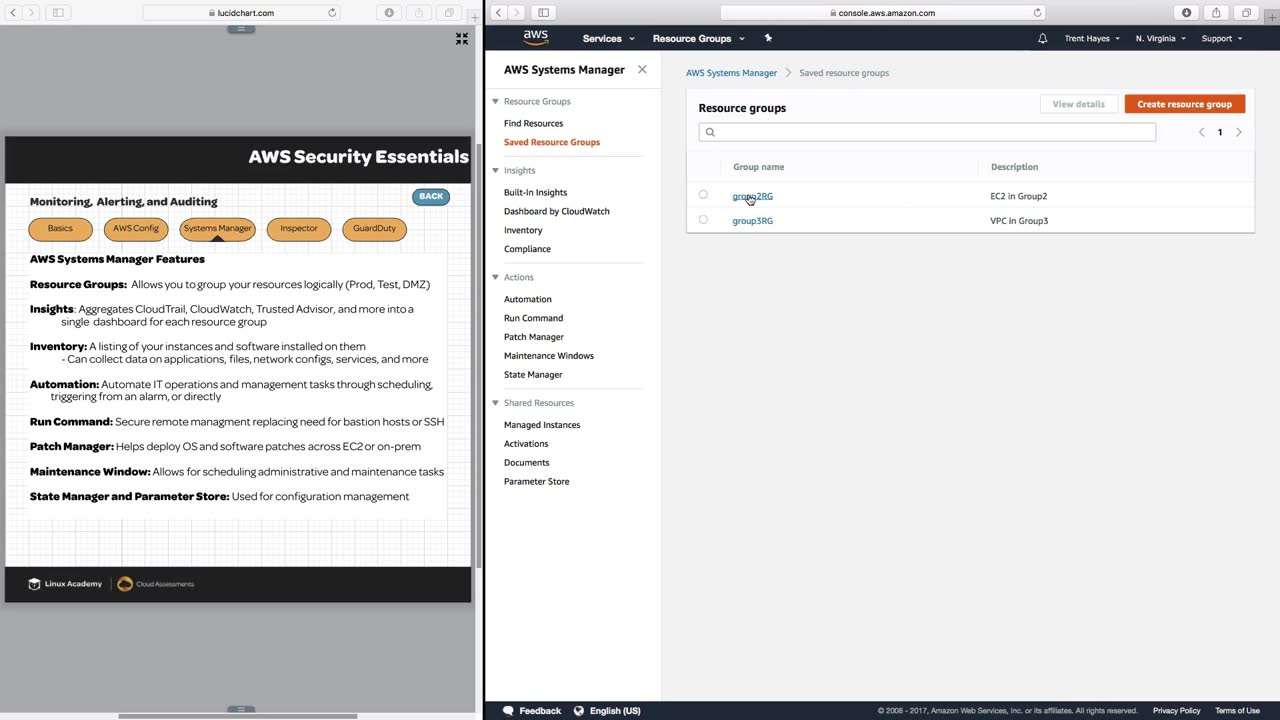 lucidchart.com
AWS Security Essentials
Monitoring, Alerting, and Auditing
BACK
Basics
AWS Config
Systems Manager
Inspector
GuardDuty
AWS Systems Manager Features
Resource Groups: Allows you to group your resources logically (Prod, Test, DMZ)
Insights: Aggregates CloudTrail, CloudWatch, Trusted Advisor, and more into a
single dashboard for each resource group
Inventory: A listing of your instances and software installed on them
- Can collect data on applications, files, network configs, services, and more
Automation: Automate IT operations and management tasks through scheduling,
triggering from an alarm, or directly
Run Command: Secure remote managment replacing need for bastion hosts or SSH
Patch Manager: Helps deploy OS and software patches across EC2 or on-prem
Maintenance Window: Allows for scheduling administrative and maintenance tasks
State Manager and Parameter Store: Used for configuration management
Linux Academy
Cloud Assessments
console.aws.amazon.com
aws
Services
Resource Groups
Trent Hayes
N. Virginia
Support
AWS Systems Manager
Resource Groups
Find Resources
Saved Resource Groups
Insights
Built-In Insights
Dashboard by CloudWatch
Inventory
Compliance
Actions
Automation
Run Command
Patch Manager
Maintenance Windows
State Manager
Shared Resources
Managed Instances
Activations
Documents
Parameter Store
AWS Systems Manager
Saved resource groups
Resource groups
View details
Create resource group
1
Group name
Description
group2RG
EC2 in Group2
group3RG
VPC in Group3
Feedback
English (US)
© 2008 - 2017, Amazon Web Services, Inc. or its affiliates. All rights reserved.
Privacy Policy
Terms of Use